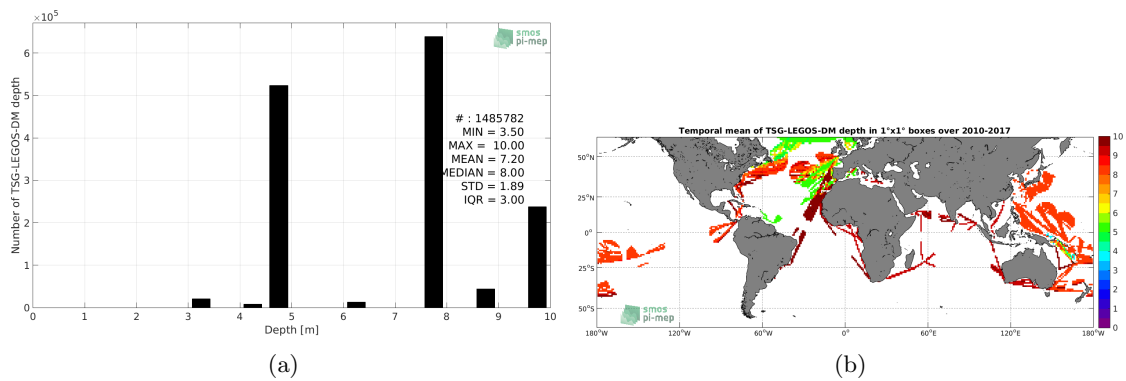 ×10⁵
smos
pi-mep
6
5
4
3
2
1
0
Number of TSG-LEGOS-DM depth
# : 1485782
MIN = 3.50
MAX = 10.00
MEAN = 7.20
MEDIAN = 8.00
STD = 1.89
IQR = 3.00
0 1 2 3 4 5 6 7 8 9 10
Depth [m]
(a)
Temporal mean of TSG-LEGOS-DM depth in 1°x1° boxes over 2010-2017
50°N
25°N
0°
25°S
50°S
180°W 120°W 60°W 0° 60°E 120°E 180°W
smos
pi-mep
10
9
8
7
6
5
4
3
2
1
0
(b)